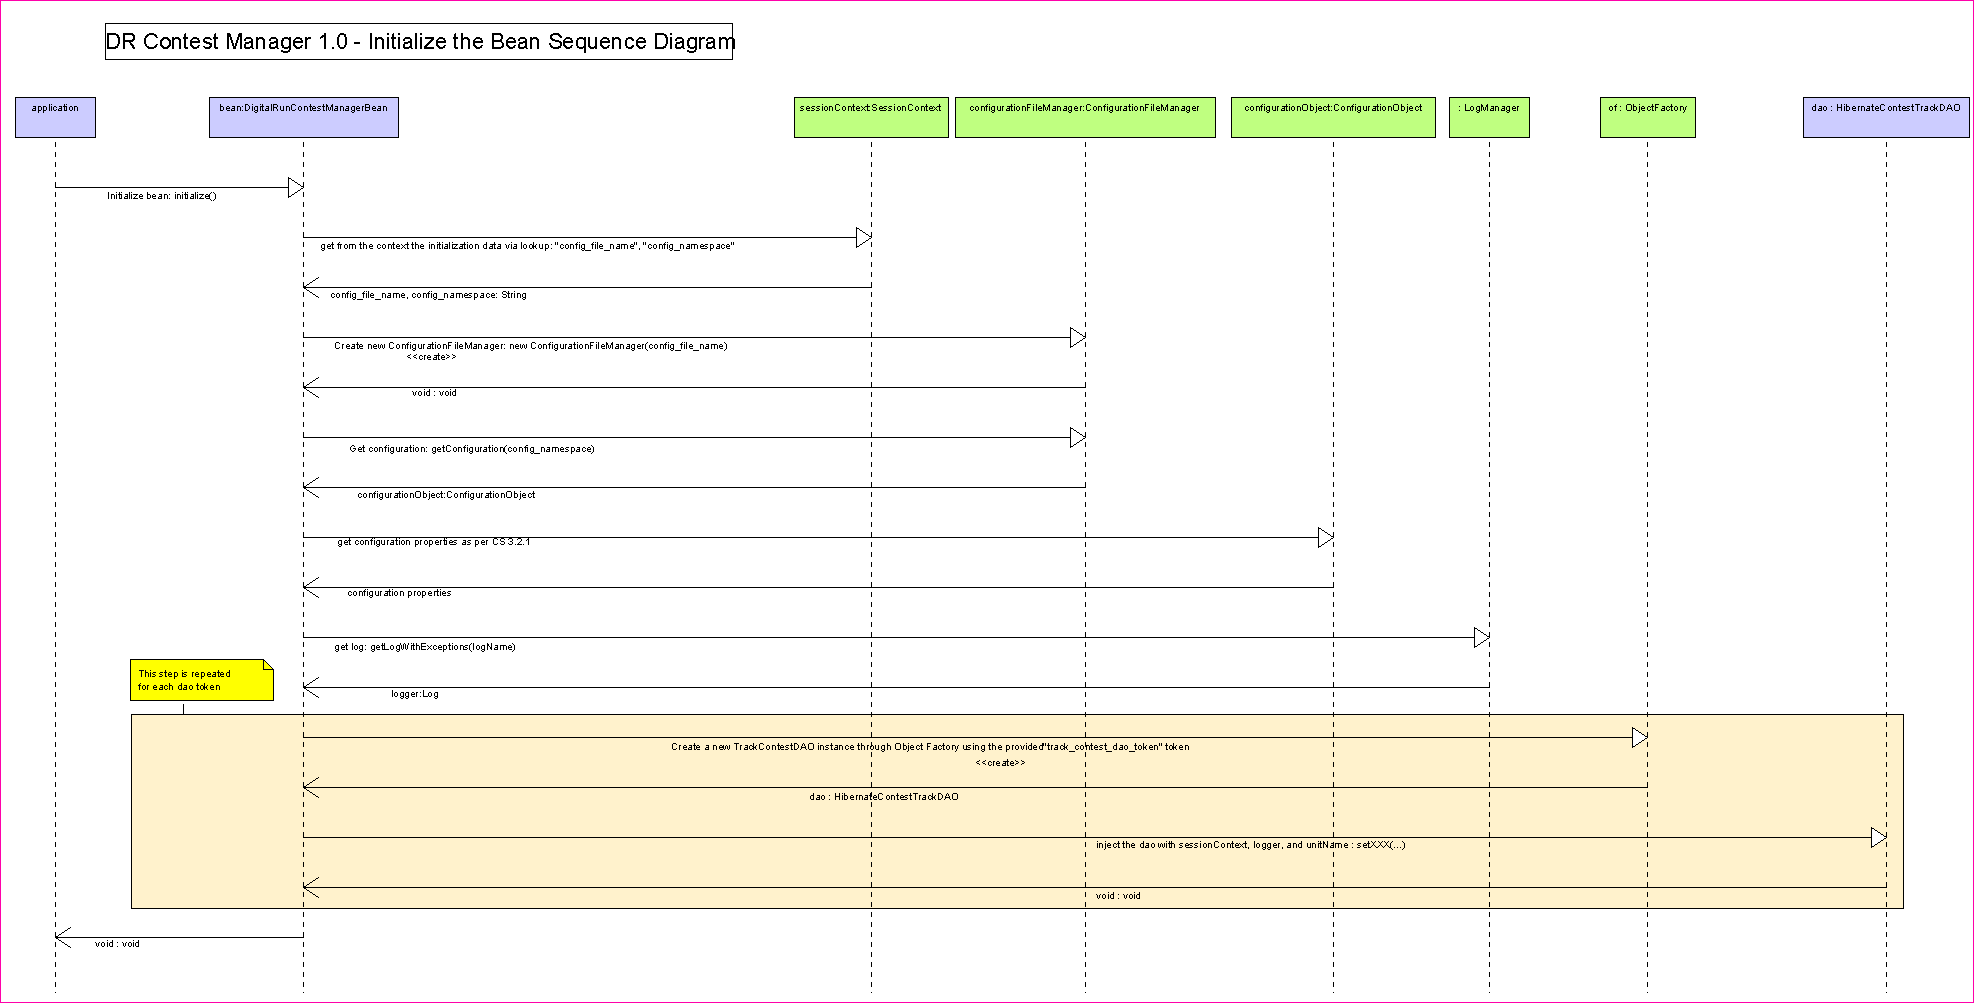 DR Contest Manager 1.0 - Initialize the Bean Sequence Diagram
application
bean:DigitalRunContestManagerBean
sessionContext:SessionContext
configurationFileManager:ConfigurationFileManager
configurationObject:ConfigurationObject
: LogManager
of : ObjectFactory
dao : HibernateContestTrackDAO
Initialize bean: initialize()
get from the context the initialization data via lookup: "config_file_name", "config_namespace"
config_file_name, config_namespace: String
Create new ConfigurationFileManager: new ConfigurationFileManager(config_file_name)
<<create>>
void : void
Get configuration: getConfiguration(config_namespace)
configurationObject:ConfigurationObject
get configuration properties as per CS 3.2.1
configuration properties
get log: getLogWithExceptions(logName)
This step is repeated
for each dao token
logger:Log
Create a new TrackContestDAO instance through Object Factory using the provided"track_contest_dao_token" token
<<create>>
dao : HibernateContestTrackDAO
inject the dao with sessionContext, logger, and unitName : setXXX(...)
void : void
void : void